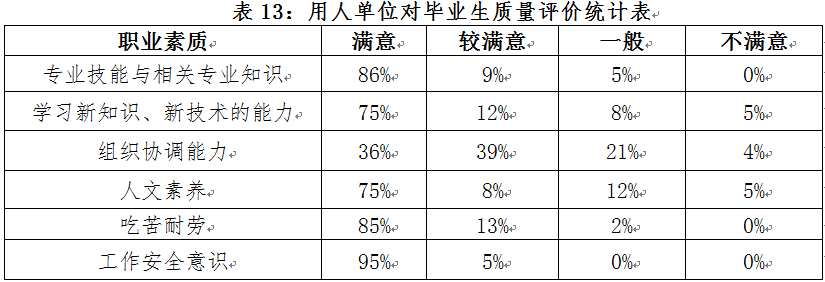 表 13：用人单位对毕业生质量评价统计表
职业素质 满意 较满意 一般 不满意
专业技能与相关专业知识 86% 9% 5% 0%
学习新知识、新技术的能力 75% 12% 8% 5%
组织协调能力 36% 39% 21% 4%
人文素养 75% 8% 12% 5%
吃苦耐劳 85% 13% 2% 0%
工作安全意识 95% 5% 0% 0%